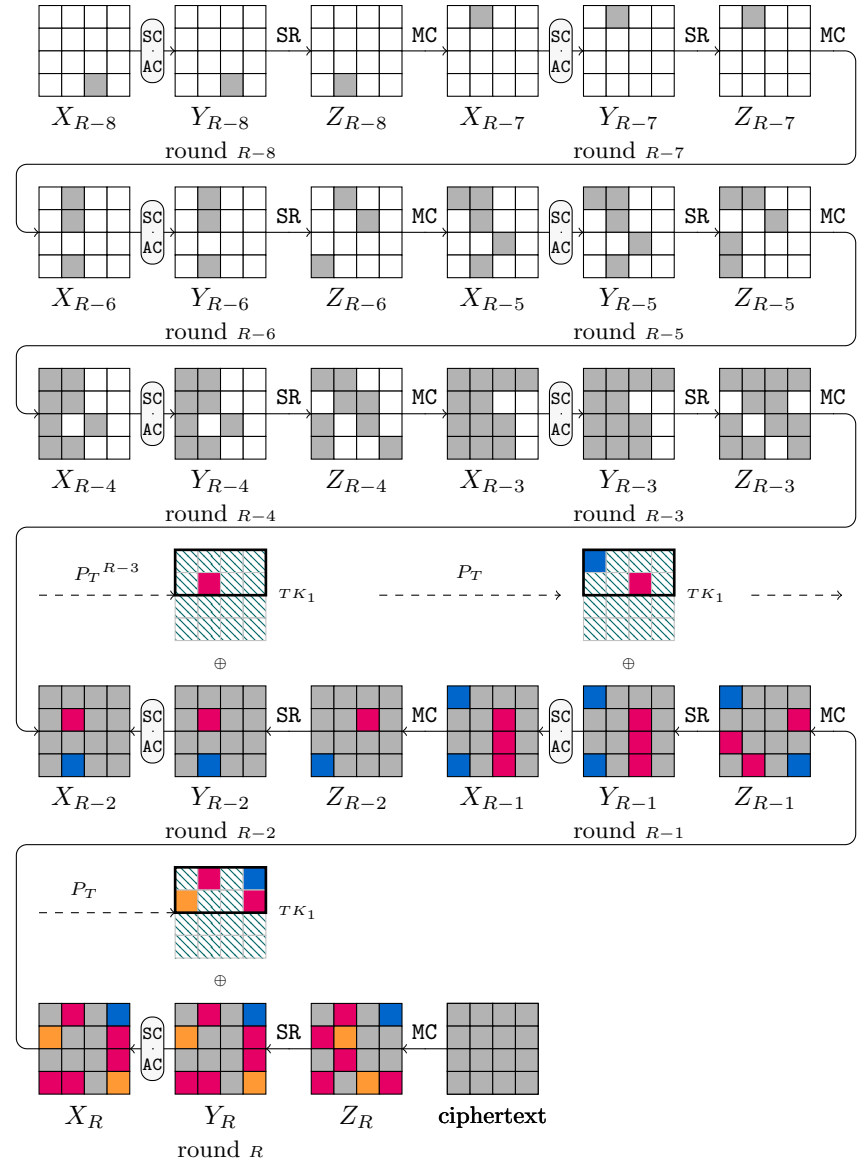 SC · AC SR MC SC · AC SR MC
X_{R−8} Y_{R−8} Z_{R−8} X_{R−7} Y_{R−7} Z_{R−7}
round R−8 round R−7
SC · AC SR MC SC · AC SR MC
X_{R−6} Y_{R−6} Z_{R−6} X_{R−5} Y_{R−5} Z_{R−5}
round R−6 round R−5
SC · AC SR MC SC · AC SR MC
X_{R−4} Y_{R−4} Z_{R−4} X_{R−3} Y_{R−3} Z_{R−3}
round R−4 round R−3
P_T^{R−3} TK_1 P_T TK_1
⊕ ⊕
SC · AC SR MC SC · AC SR MC
X_{R−2} Y_{R−2} Z_{R−2} X_{R−1} Y_{R−1} Z_{R−1}
round R−2 round R−1
P_T TK_1
⊕
SC · AC SR MC
X_R Y_R Z_R ciphertext
round R